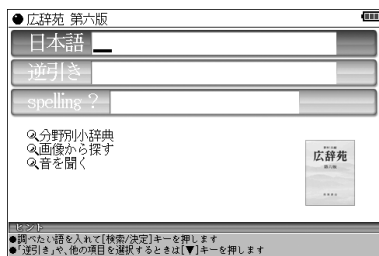 ●広辞苑 第六版
日本語
逆引き
spelling ?
分野別小辞典
画像から探す
音を聞く
広辞苑
ヒント
●調べたい語を入れて[検索/決定]キーを押します
●「逆引き」や、他の項目を選択するときは[▼]キーを押します